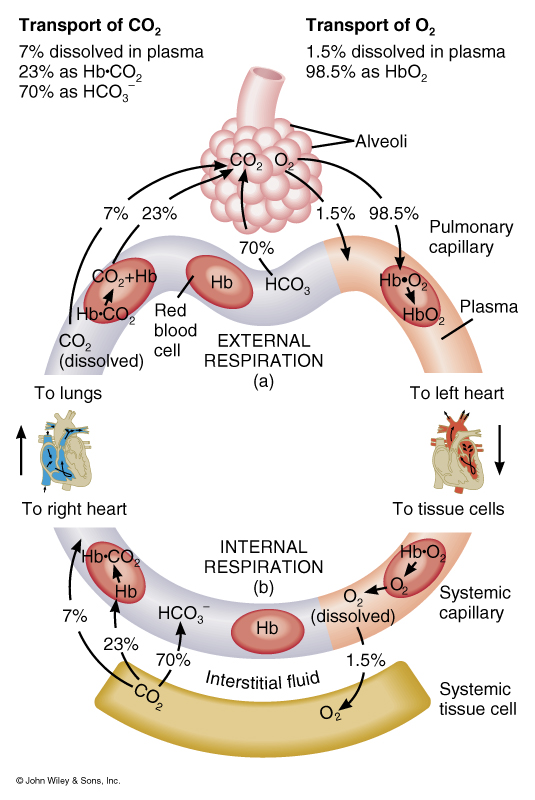 Transport of CO₂
7% dissolved in plasma
23% as Hb•CO₂
70% as HCO₃⁻
Transport of O₂
1.5% dissolved in plasma
98.5% as HbO₂
Alveoli
CO₂
O₂
7%
23%
1.5%
98.5%
70%
Pulmonary
capillary
CO₂+Hb
Hb•CO₂
Hb
HCO₃
Hb•O₂
HbO₂
Plasma
CO₂
(dissolved)
Red
blood
cell
EXTERNAL
RESPIRATION
(a)
To lungs
To left heart
To right heart
To tissue cells
INTERNAL
RESPIRATION
(b)
Hb•CO₂
Hb
HCO₃⁻
Hb
Hb•O₂
O₂
O₂
(dissolved)
Systemic
capillary
7%
23%
70%
1.5%
Interstitial fluid
CO₂
O₂
Systemic
tissue cell
© John Wiley & Sons, Inc.